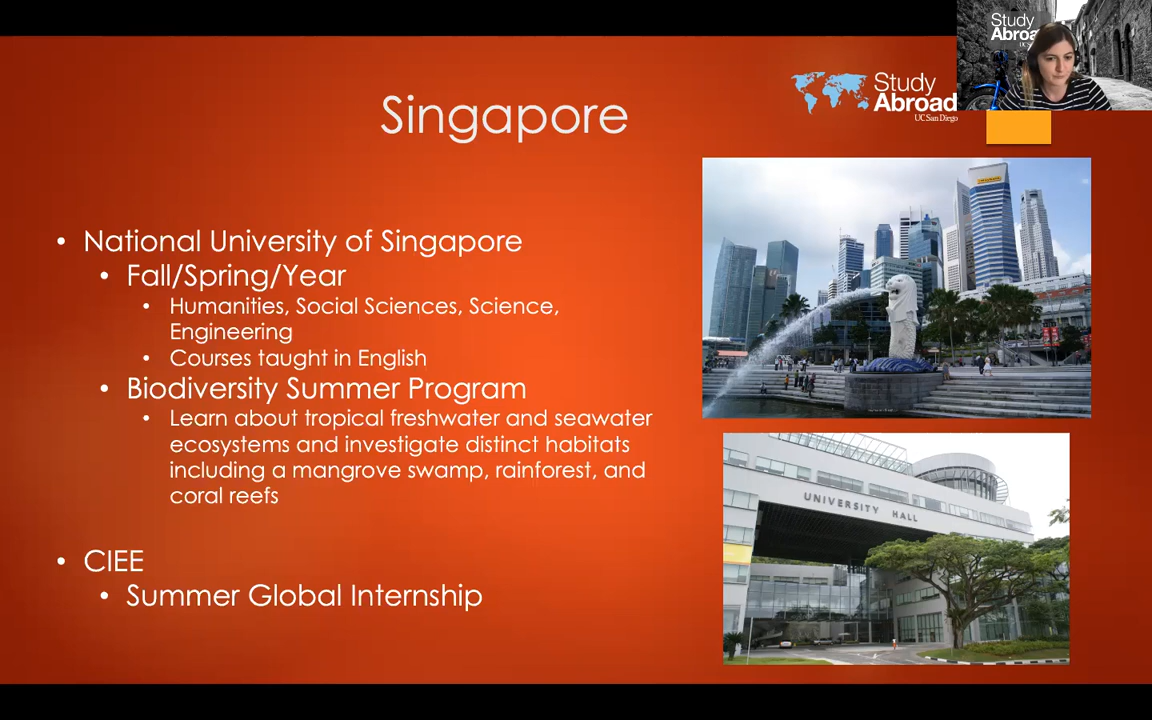 Study
Abroad
UC San Diego
Singapore
• National University of Singapore
• Fall/Spring/Year
• Humanities, Social Sciences, Science,
Engineering
• Courses taught in English
• Biodiversity Summer Program
• Learn about tropical freshwater and seawater
ecosystems and investigate distinct habitats
including a mangrove swamp, rainforest, and
coral reefs
• CIEE
• Summer Global Internship
UNIVERSITY HALL
Study